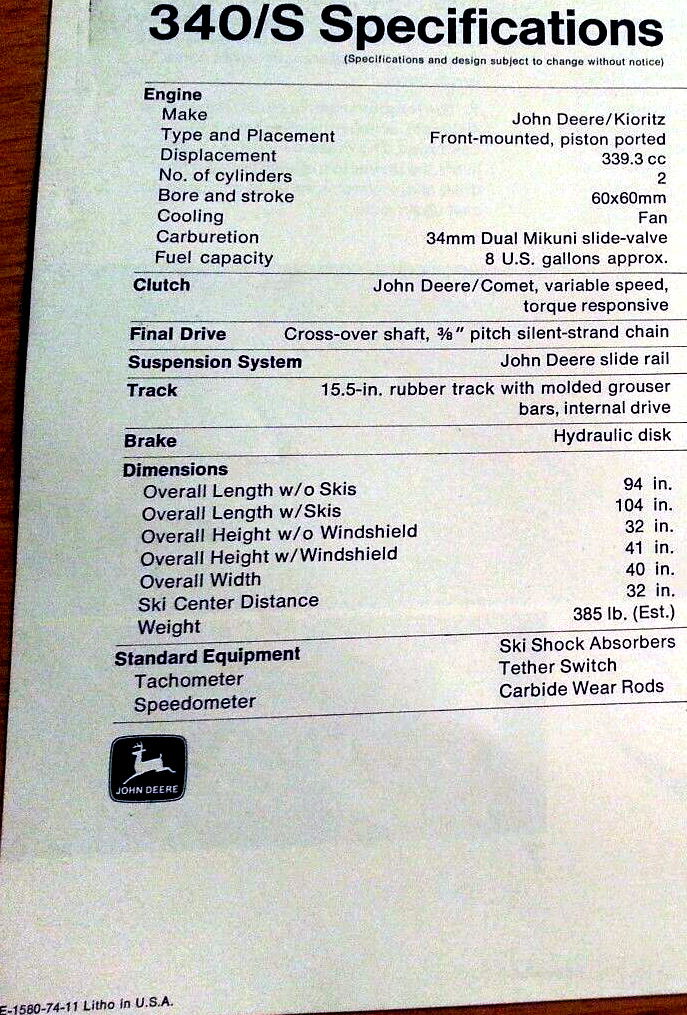 340/S Specifications
(Specifications and design subject to change without notice)
Engine
Make John Deere/Kioritz
Type and Placement Front-mounted, piston ported
Displacement 339.3 cc
No. of cylinders 2
Bore and stroke 60x60mm
Cooling Fan
Carburetion 34mm Dual Mikuni slide-valve
Fuel capacity 8 U.S. gallons approx.
Clutch John Deere/Comet, variable speed,
torque responsive
Final Drive Cross-over shaft, ⅜" pitch silent-strand chain
Suspension System John Deere slide rail
Track 15.5-in. rubber track with molded grouser
bars, internal drive
Brake Hydraulic disk
Dimensions
Overall Length w/o Skis 94 in.
Overall Length w/Skis 104 in.
Overall Height w/o Windshield 32 in.
Overall Height w/Windshield 41 in.
Overall Width 40 in.
Ski Center Distance 32 in.
Weight 385 lb. (Est.)
Standard Equipment Ski Shock Absorbers
Tachometer Tether Switch
Speedometer Carbide Wear Rods
JOHN DEERE
E-1580-74-11 Litho in U.S.A.